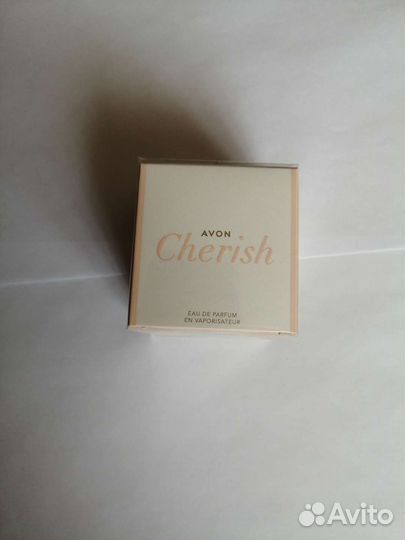 AVON
Cherish
EAU DE PARFUM
EN VAPORISATEUR
Avito